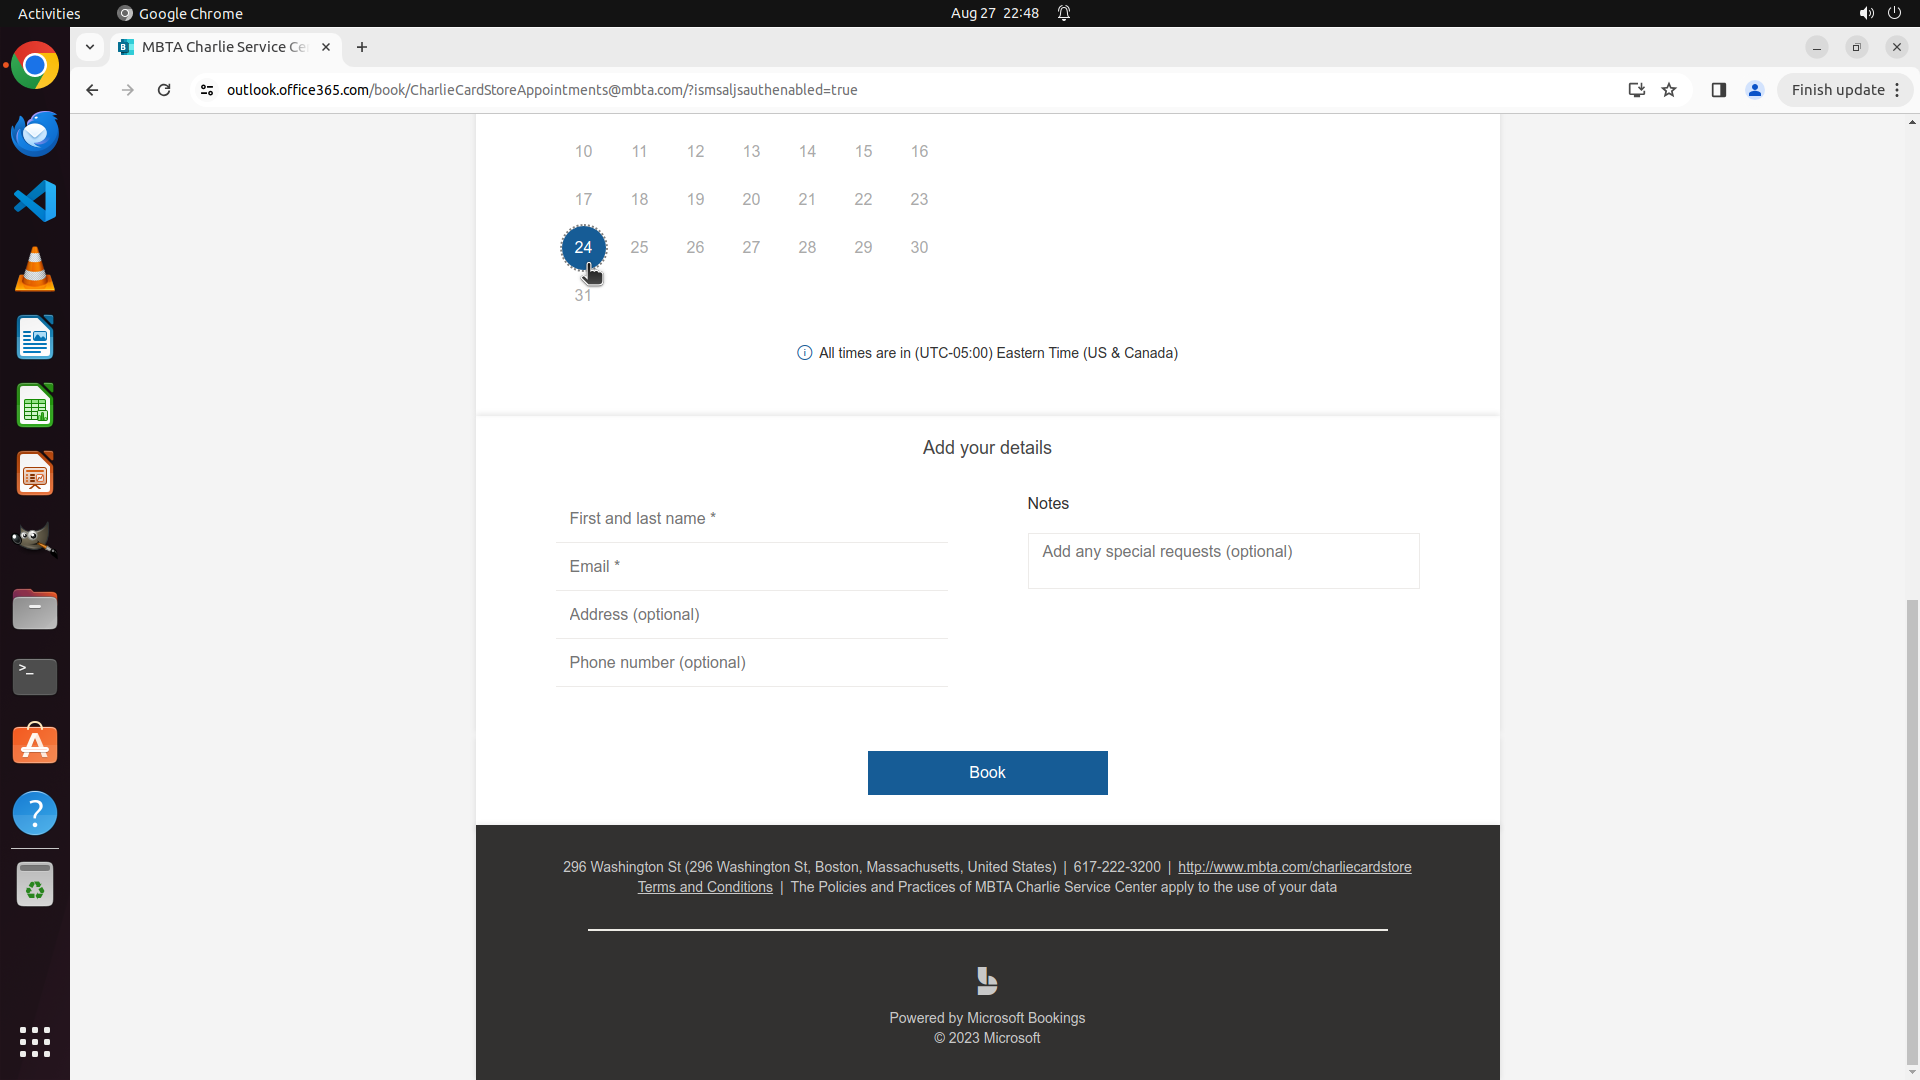 Activities
Google Chrome
Aug 27 22:48
MBTA Charlie Service Ce
outlook.office365.com/book/CharlieCardStoreAppointments@mbta.com/?ismsaljsauthenabled=true
Finish update
10 11 12 13 14 15 16
17 18 19 20 21 22 23
24 25 26 27 28 29 30
31
All times are in (UTC-05:00) Eastern Time (US & Canada)
Add your details
First and last name *
Email *
Address (optional)
Phone number (optional)
Notes
Add any special requests (optional)
Book
296 Washington St (296 Washington St, Boston, Massachusetts, United States) | 617-222-3200 | http://www.mbta.com/charliecardstore
Terms and Conditions | The Policies and Practices of MBTA Charlie Service Center apply to the use of your data
Powered by Microsoft Bookings
© 2023 Microsoft